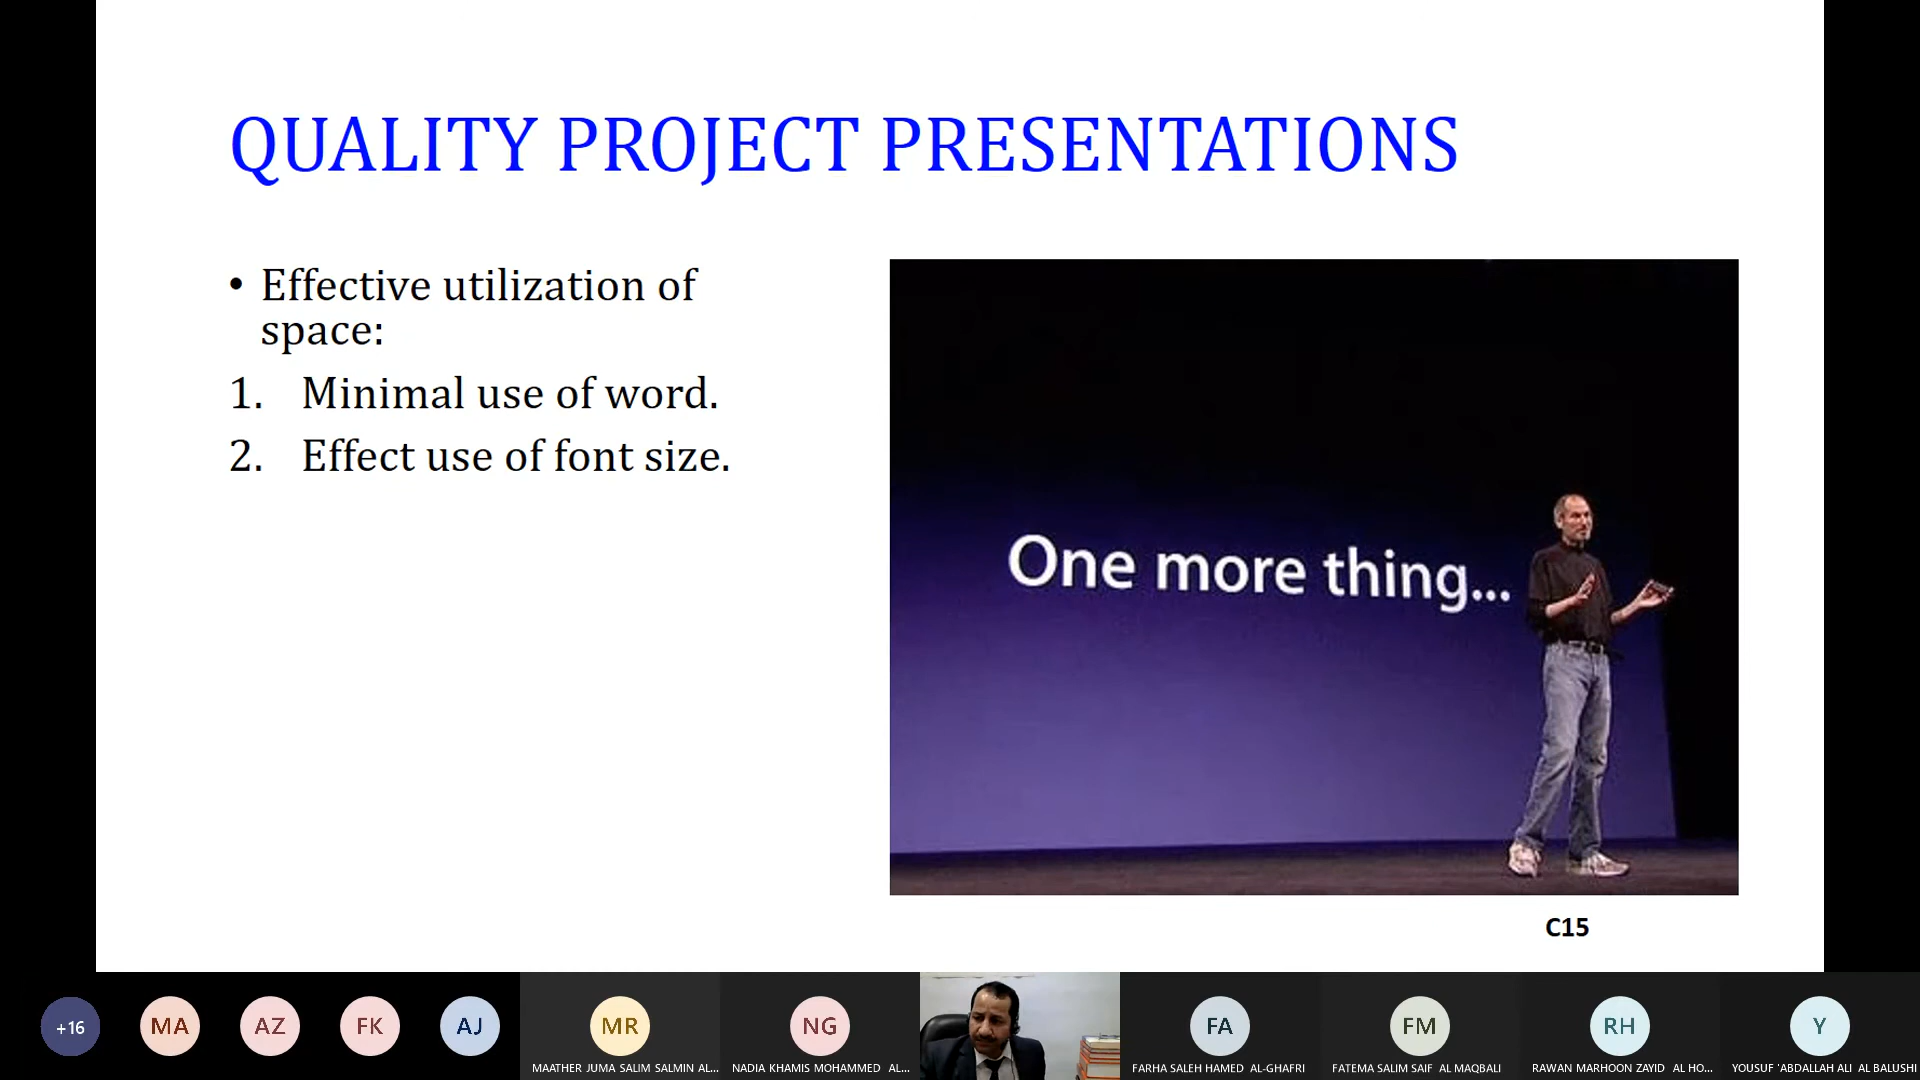 QUALITY PROJECT PRESENTATIONS
• Effective utilization of
space:
1. Minimal use of word.
2. Effect use of font size.
One more thing...
C15
+16
MA
AZ
FK
AJ
MR
NG
FA
FM
RH
Y
MAATHER JUMA SALIM SALMIN AL...
NADIA KHAMIS MOHAMMED AL...
FARHA SALEH HAMED AL-GHAFRI
FATEMA SALIM SAIF AL MAQBALI
RAWAN MARHOON ZAYID AL HO...
YOUSUF 'ABDALLAH ALI AL BALUSHI